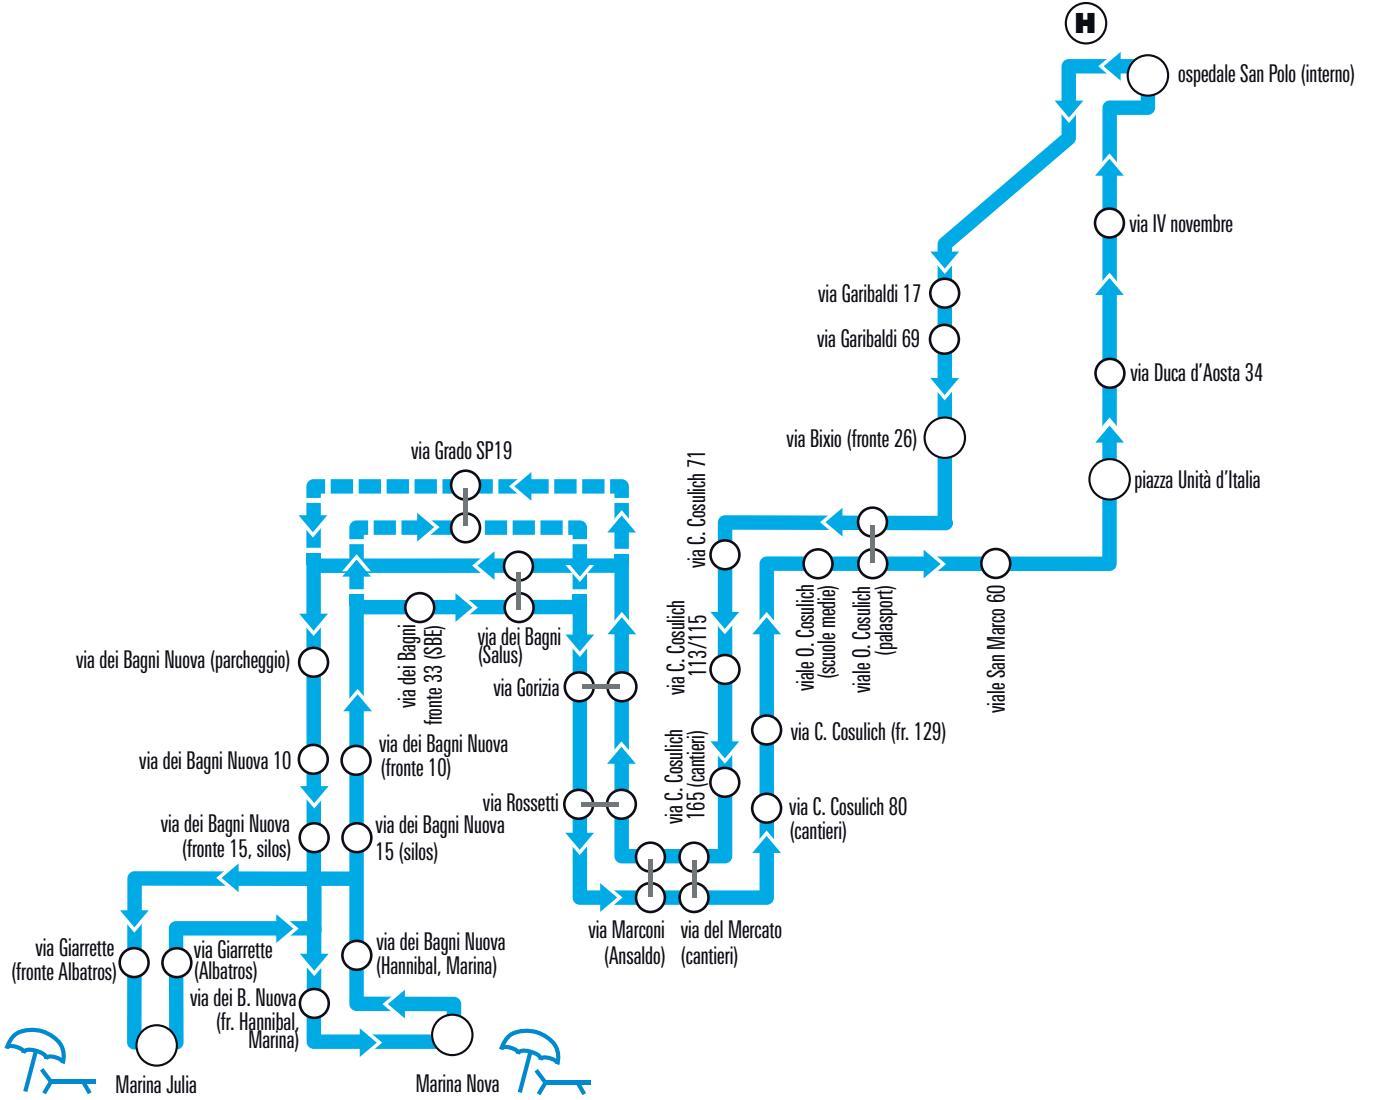 H
ospedale San Polo (interno)
via IV novembre
via Garibaldi 17
via Garibaldi 69
via Duca d'Aosta 34
via Bixio (fronte 26)
piazza Unità d'Italia
via Grado SP19
via C. Cosulich 71
via C. Cosulich
113/115
via C. Cosulich
165 (cantieri)
viale O. Cosulich
(scuole medie)
viale O. Cosulich
(palasport)
viale San Marco 60
via dei Bagni
fronte 33 (SBE)
via dei Bagni
(Salus)
via dei Bagni Nuova (parcheggio)
via Gorizia
via C. Cosulich (fr. 129)
via dei Bagni Nuova 10
via dei Bagni Nuova
(fronte 10)
via Rossetti
via C. Cosulich 80
(cantieri)
via dei Bagni Nuova
(fronte 15, silos)
via dei Bagni Nuova
15 (silos)
via Marconi
(Ansaldo)
via del Mercato
(cantieri)
via Giarrette
(fronte Albatros)
via Giarrette
(Albatros)
via dei Bagni Nuova
(Hannibal, Marina)
via dei B. Nuova
(fr. Hannibal,
Marina)
Marina Julia
Marina Nova